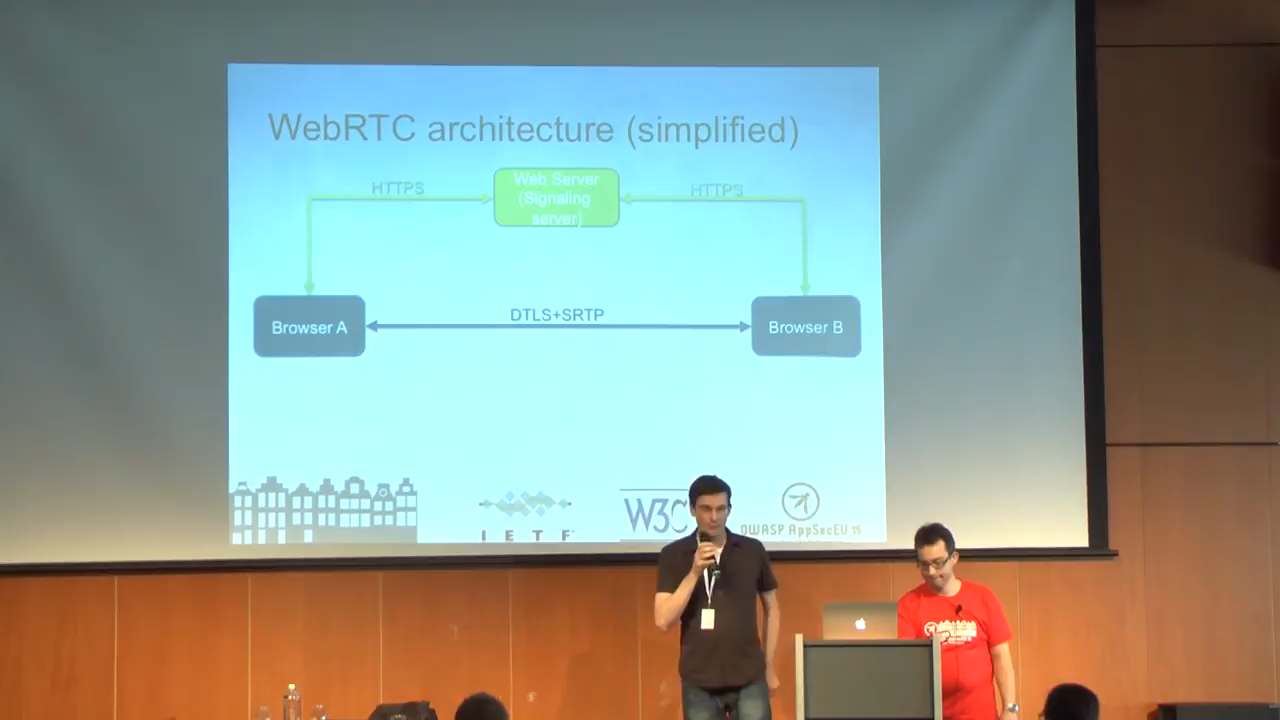 WebRTC architecture (simplified)
HTTPS
Web Server
(Signaling
server)
HTTPS
Browser A
DTLS+SRTP
Browser B
IETF
W3C
OWASP AppSecEU 15